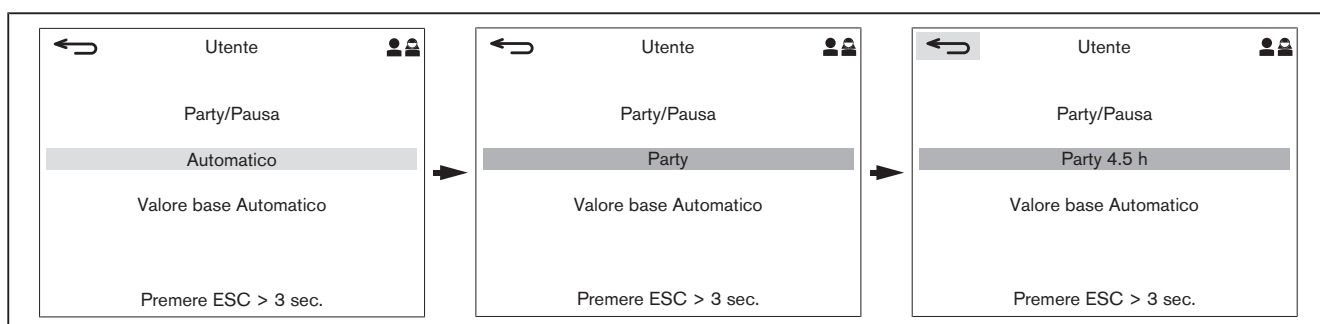 Utente
Party/Pausa
Automatico
Valore base Automatico
Premere ESC > 3 sec.
Utente
Party/Pausa
Party
Valore base Automatico
Premere ESC > 3 sec.
Utente
Party/Pausa
Party 4.5 h
Valore base Automatico
Premere ESC > 3 sec.